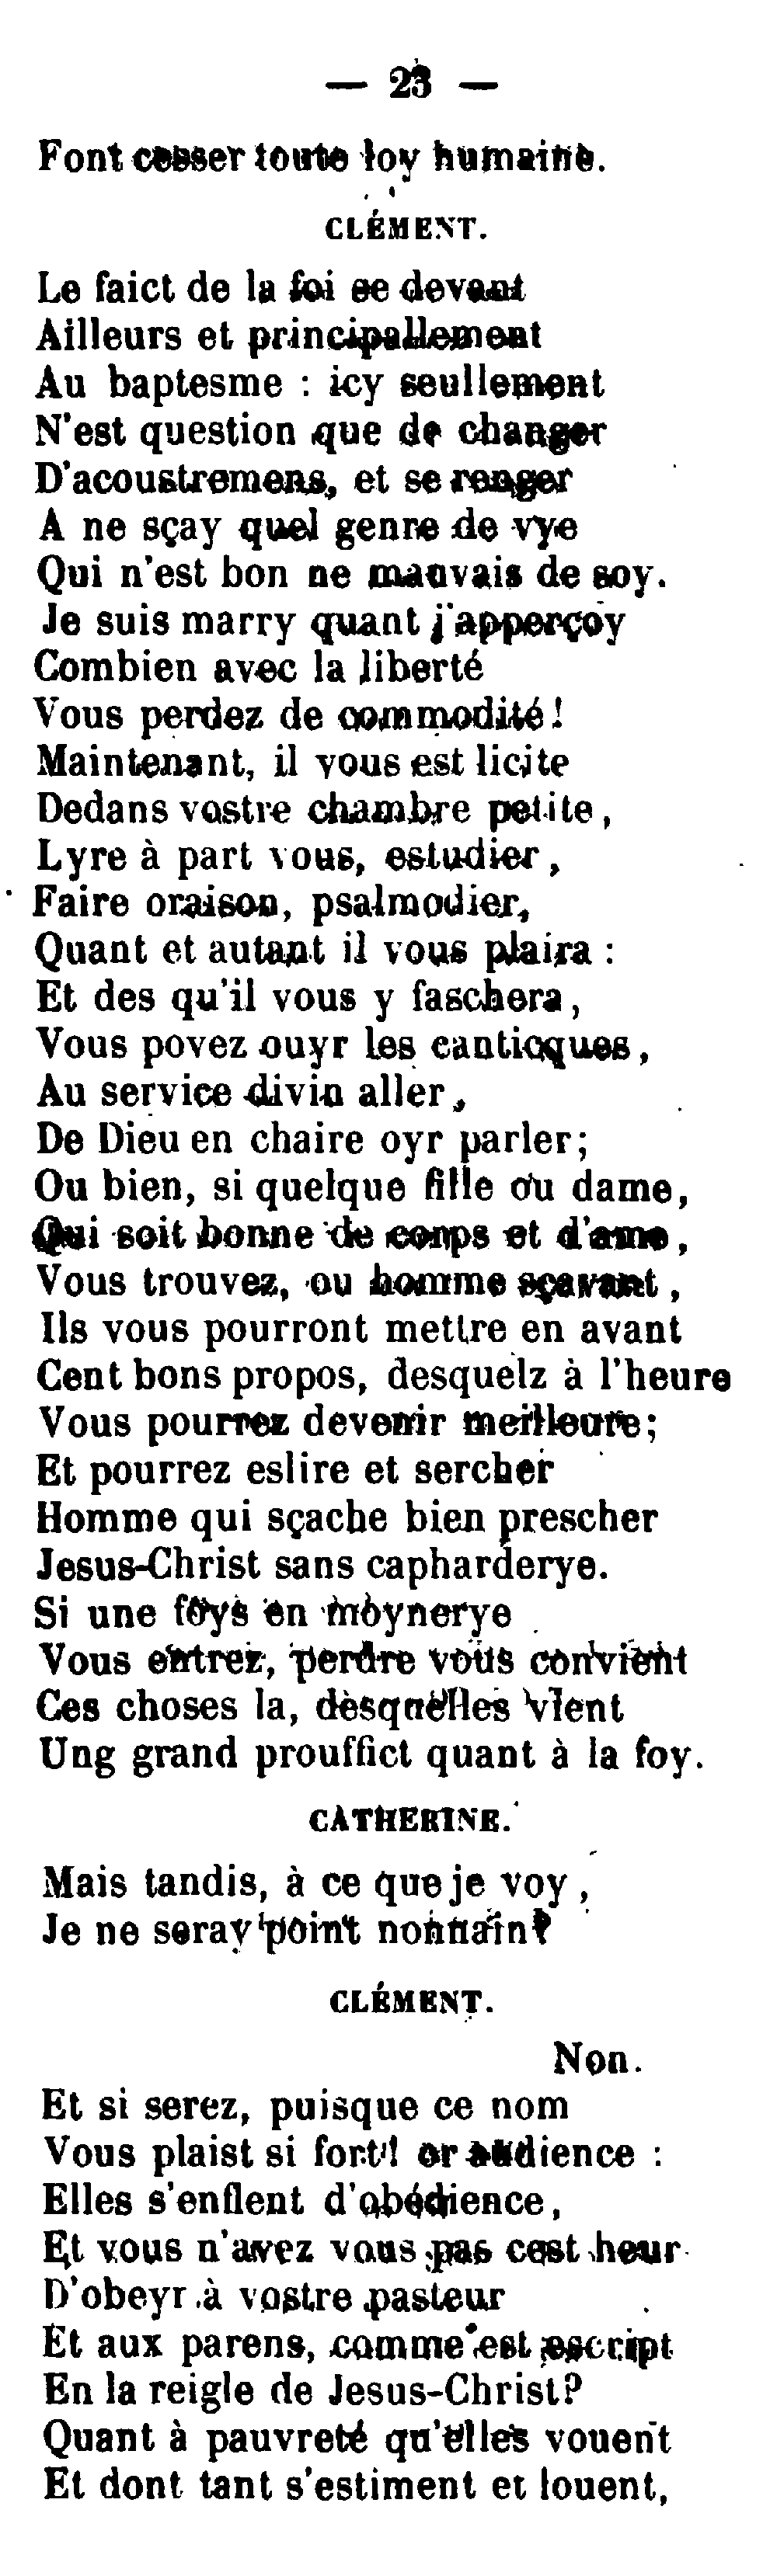 — 23 —
Font cesser toute loy humaine.
CLÉMENT.
Le faict de la foi se devant
Ailleurs et principallement
Au baptesme : icy seullement
N'est question que de changer
D'acoustremens, et se renger
A ne sçay quel genre de vye
Qui n'est bon ne mauvais de soy.
Je suis marry quant j'apperçoy
Combien avec la liberté
Vous perdez de commodité !
Maintenant, il vous est licite
Dedans vostre chambre petite,
Lyre à part vous, estudier,
Faire oraison, psalmodier,
Quant et autant il vous plaira :
Et des qu'il vous y faschera,
Vous povez ouyr les canticques,
Au service divin aller,
De Dieu en chaire oyr parler;
Ou bien, si quelque fille ou dame,
Qui soit bonne de corps et d'ame,
Vous trouvez, ou homme sçavant,
Ils vous pourront mettre en avant
Cent bons propos, desquelz à l'heure
Vous pourrez devenir meilleure;
Et pourrez eslire et sercher
Homme qui sçache bien prescher
Jesus-Christ sans capharderye.
Si une foys en moynerye
Vous entrez, perdre vous convient
Ces choses la, desquelles vient
Ung grand prouffict quant à la foy.
CATHERINE.
Mais tandis, à ce que je voy,
Je ne seray point nonnain?
CLÉMENT.
Non.
Et si serez, puisque ce nom
Vous plaist si fort! or audience :
Elles s'enflent d'obédience,
Et vous n'avez vous pas cest heur
D'obeyr à vostre pasteur
Et aux parens, comme est escript
En la reigle de Jesus-Christ?
Quant à pauvreté qu'elles vouent
Et dont tant s'estiment et louent,